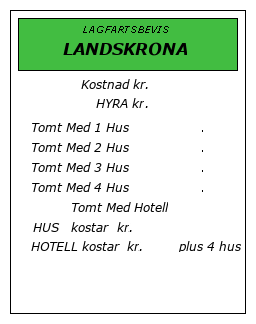 LAGFARTSBEVIS
LANDSKRONA
Kostnad kr.
HYRA kr.
Tomt Med 1 Hus .
Tomt Med 2 Hus .
Tomt Med 3 Hus .
Tomt Med 4 Hus .
Tomt Med Hotell
HUS kostar kr.
HOTELL kostar kr. plus 4 hus